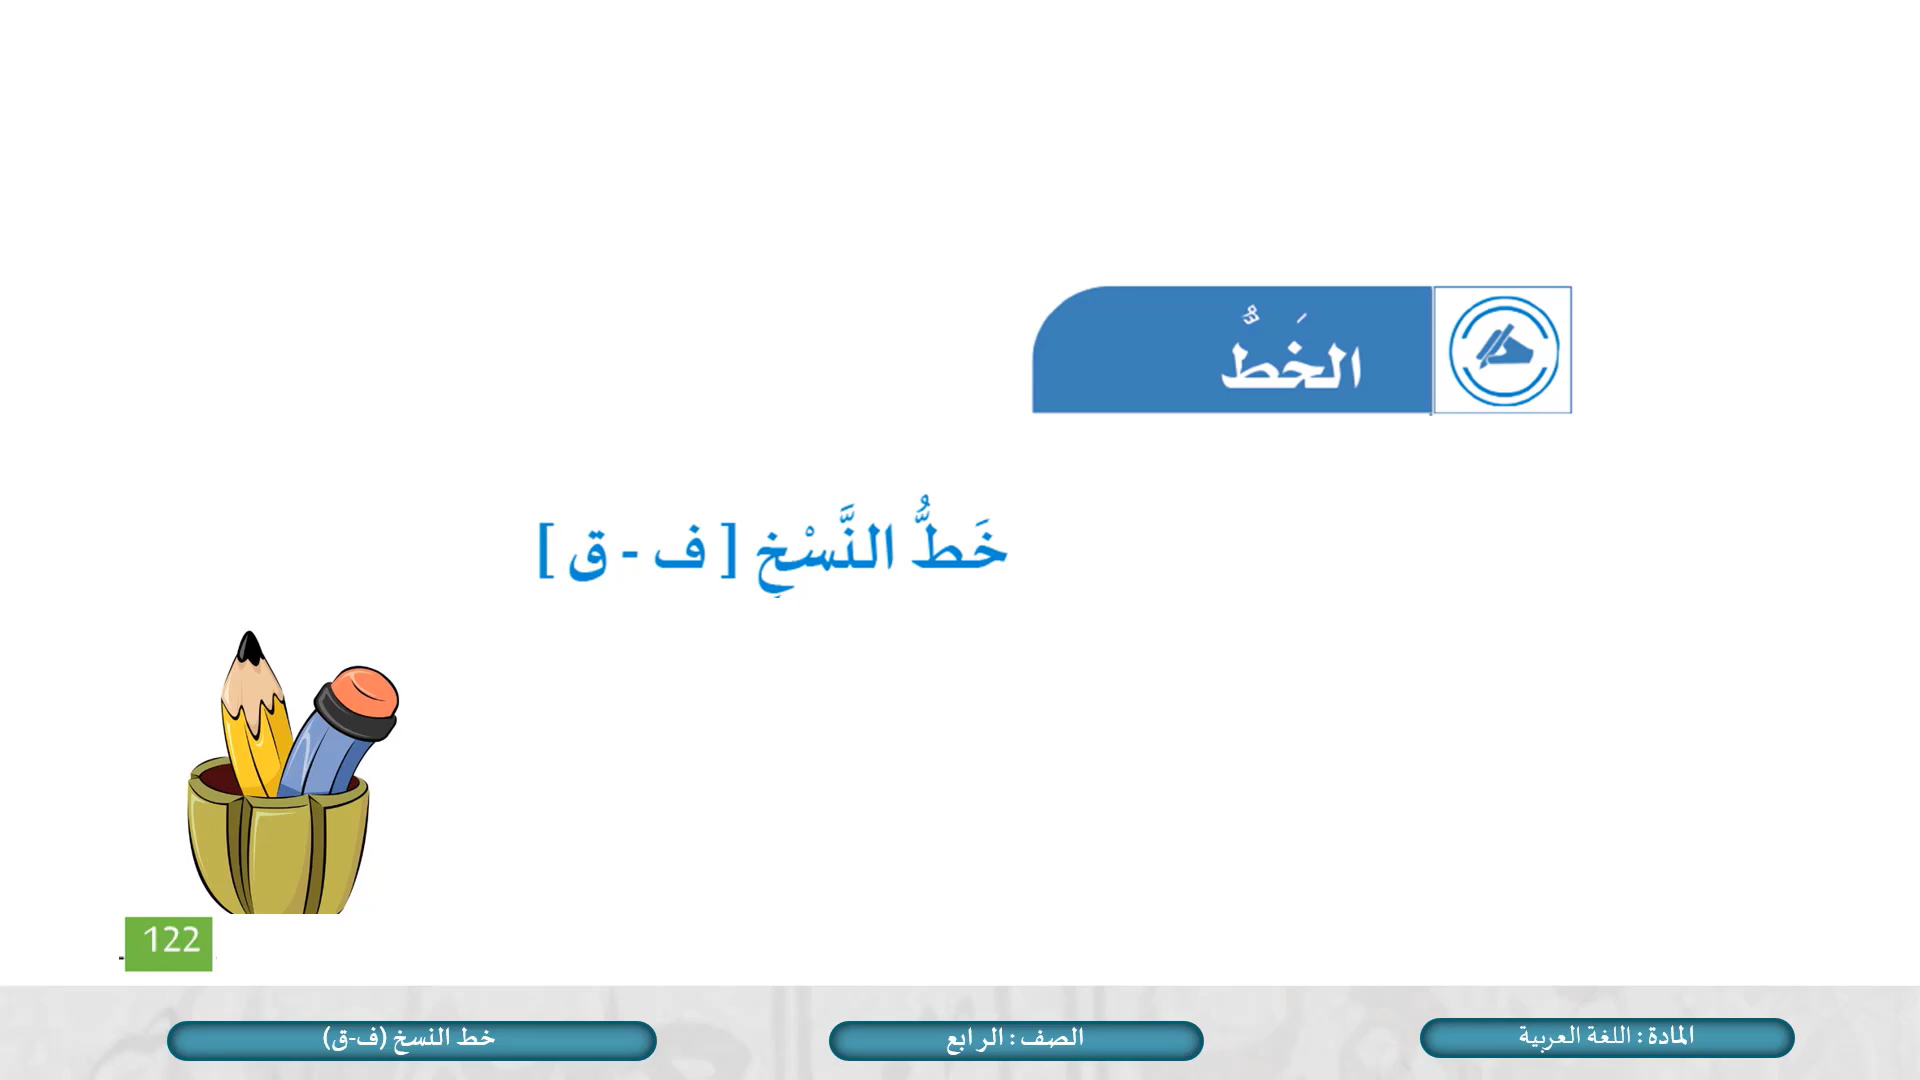 الخَطُّ
خَطُّ النَّسْخِ [ ف - ق ]
122
المادة : اللغة العربية
الصف : الرابع
خط النسخ (ف-ق)